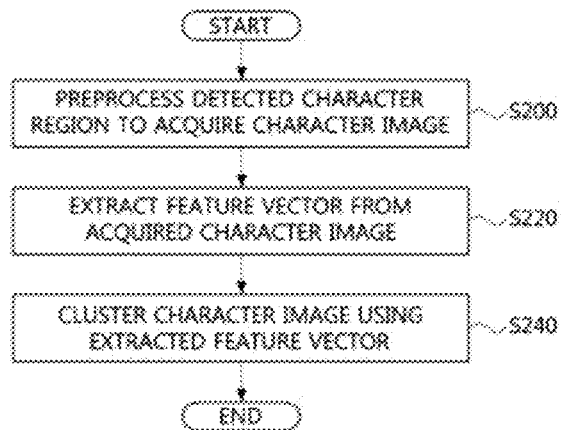 START
PREPROCESS DETECTED CHARACTER
REGION TO ACQUIRE CHARACTER IMAGE
S200
EXTRACT FEATURE VECTOR FROM
ACQUIRED CHARACTER IMAGE
S220
CLUSTER CHARACTER IMAGE USING
EXTRACTED FEATURE VECTOR
S240
END